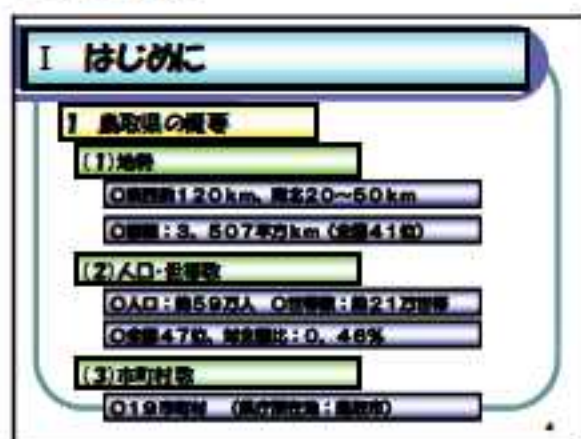 Ⅰ はじめに
1 鳥取県の概要
(1)地勢
○東西約120km、南北20～50km
○面積：3,507平方km (全国41位)
(2)人口・世帯数
○人口：約59万人 ○世帯数：約21万世帯
○全国47位、対全国比：0.46%
(3)市町村数
○19市町村 (県庁所在地：鳥取市)